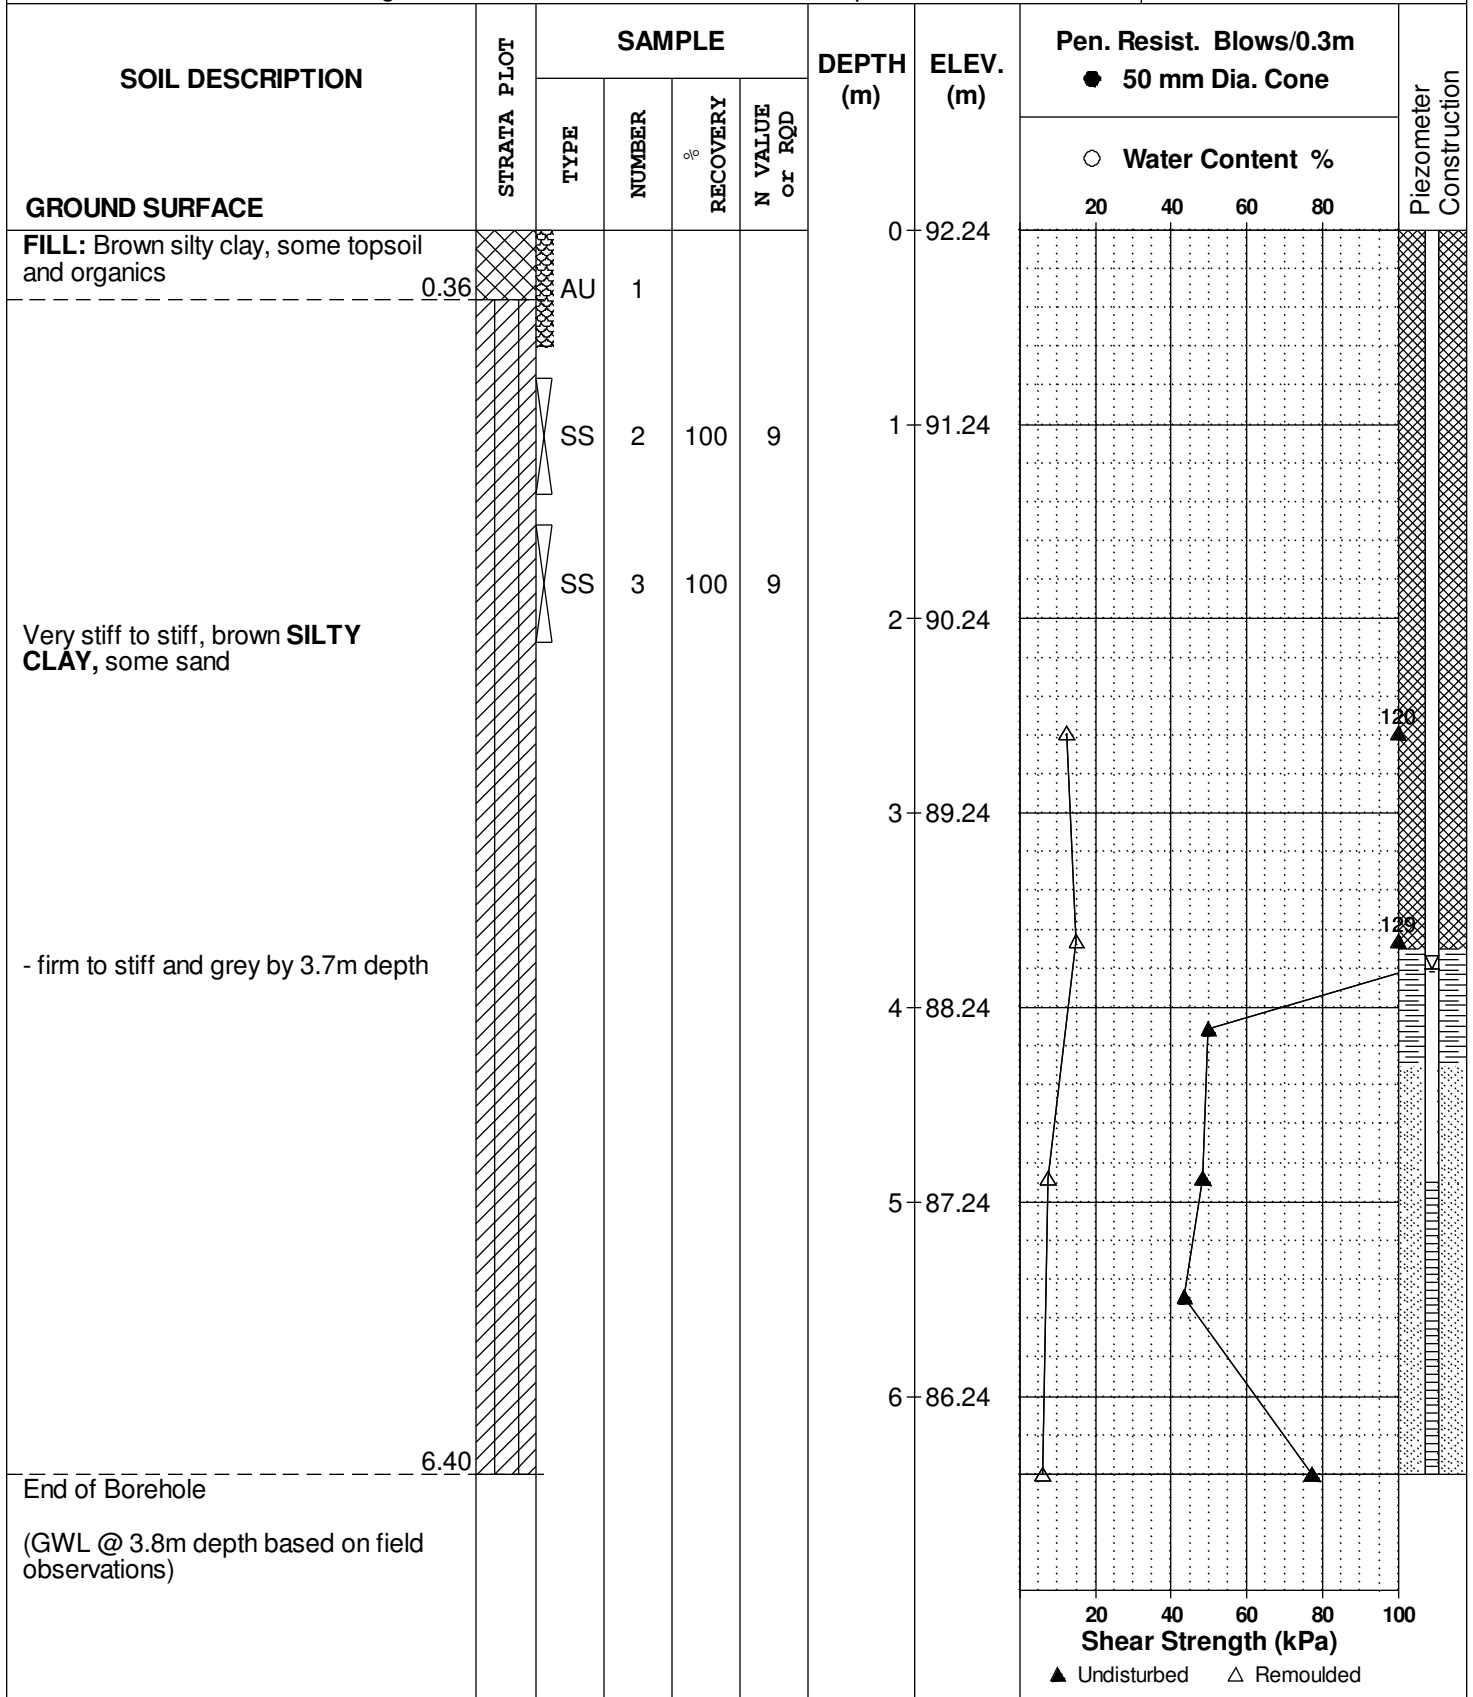 SOIL DESCRIPTION
GROUND SURFACE
STRATA PLOT
SAMPLE
TYPE
NUMBER
%
RECOVERY
N VALUE
or RQD
DEPTH
(m)
ELEV.
(m)
Pen. Resist. Blows/0.3m
● 50 mm Dia. Cone
○ Water Content %
20 40 60 80
Piezometer
Construction
FILL: Brown silty clay, some topsoil
and organics
0.36
AU 1
0 92.24
SS 2 100 9
1 91.24
SS 3 100 9
2 90.24
Very stiff to stiff, brown SILTY
CLAY, some sand
120
3 89.24
129
- firm to stiff and grey by 3.7m depth
4 88.24
5 87.24
6 86.24
6.40
End of Borehole
(GWL @ 3.8m depth based on field
observations)
20 40 60 80 100
Shear Strength (kPa)
▲ Undisturbed △ Remoulded